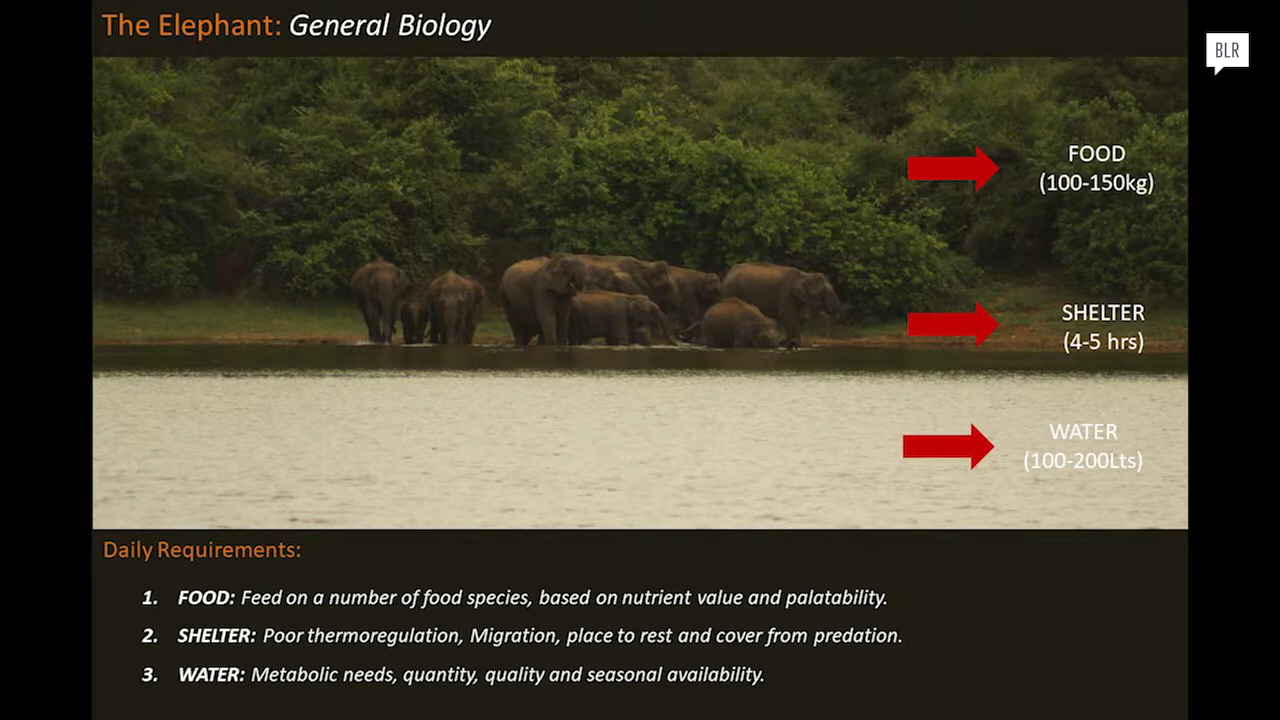 The Elephant: General Biology
BLR
FOOD
(100-150kg)
SHELTER
(4-5 hrs)
WATER
(100-200Lts)
Daily Requirements:
1. FOOD: Feed on a number of food species, based on nutrient value and palatability.
2. SHELTER: Poor thermoregulation, Migration, place to rest and cover from predation.
3. WATER: Metabolic needs, quantity, quality and seasonal availability.